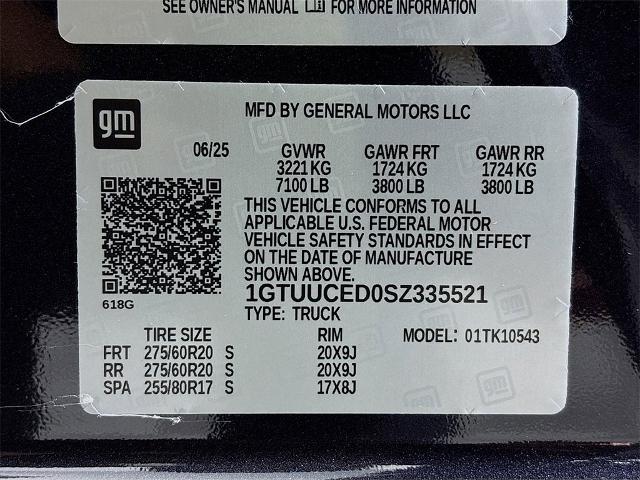 SEE OWNER'S MANUAL FOR MORE INFORMATION
gm
MFD BY GENERAL MOTORS LLC
06/25 GVWR GAWR FRT GAWR RR
3221 KG 1724 KG 1724 KG
7100 LB 3800 LB 3800 LB
THIS VEHICLE CONFORMS TO ALL
APPLICABLE U.S. FEDERAL MOTOR
VEHICLE SAFETY STANDARDS IN EFFECT
ON THE DATE OF MANUFACTURE
SHOWN ABOVE.
618G
1GTUUCED0SZ335521
TYPE: TRUCK
TIRE SIZE RIM MODEL: 01TK10543
FRT 275/60R20 S 20X9J
RR 275/60R20 S 20X9J
SPA 255/80R17 S 17X8J